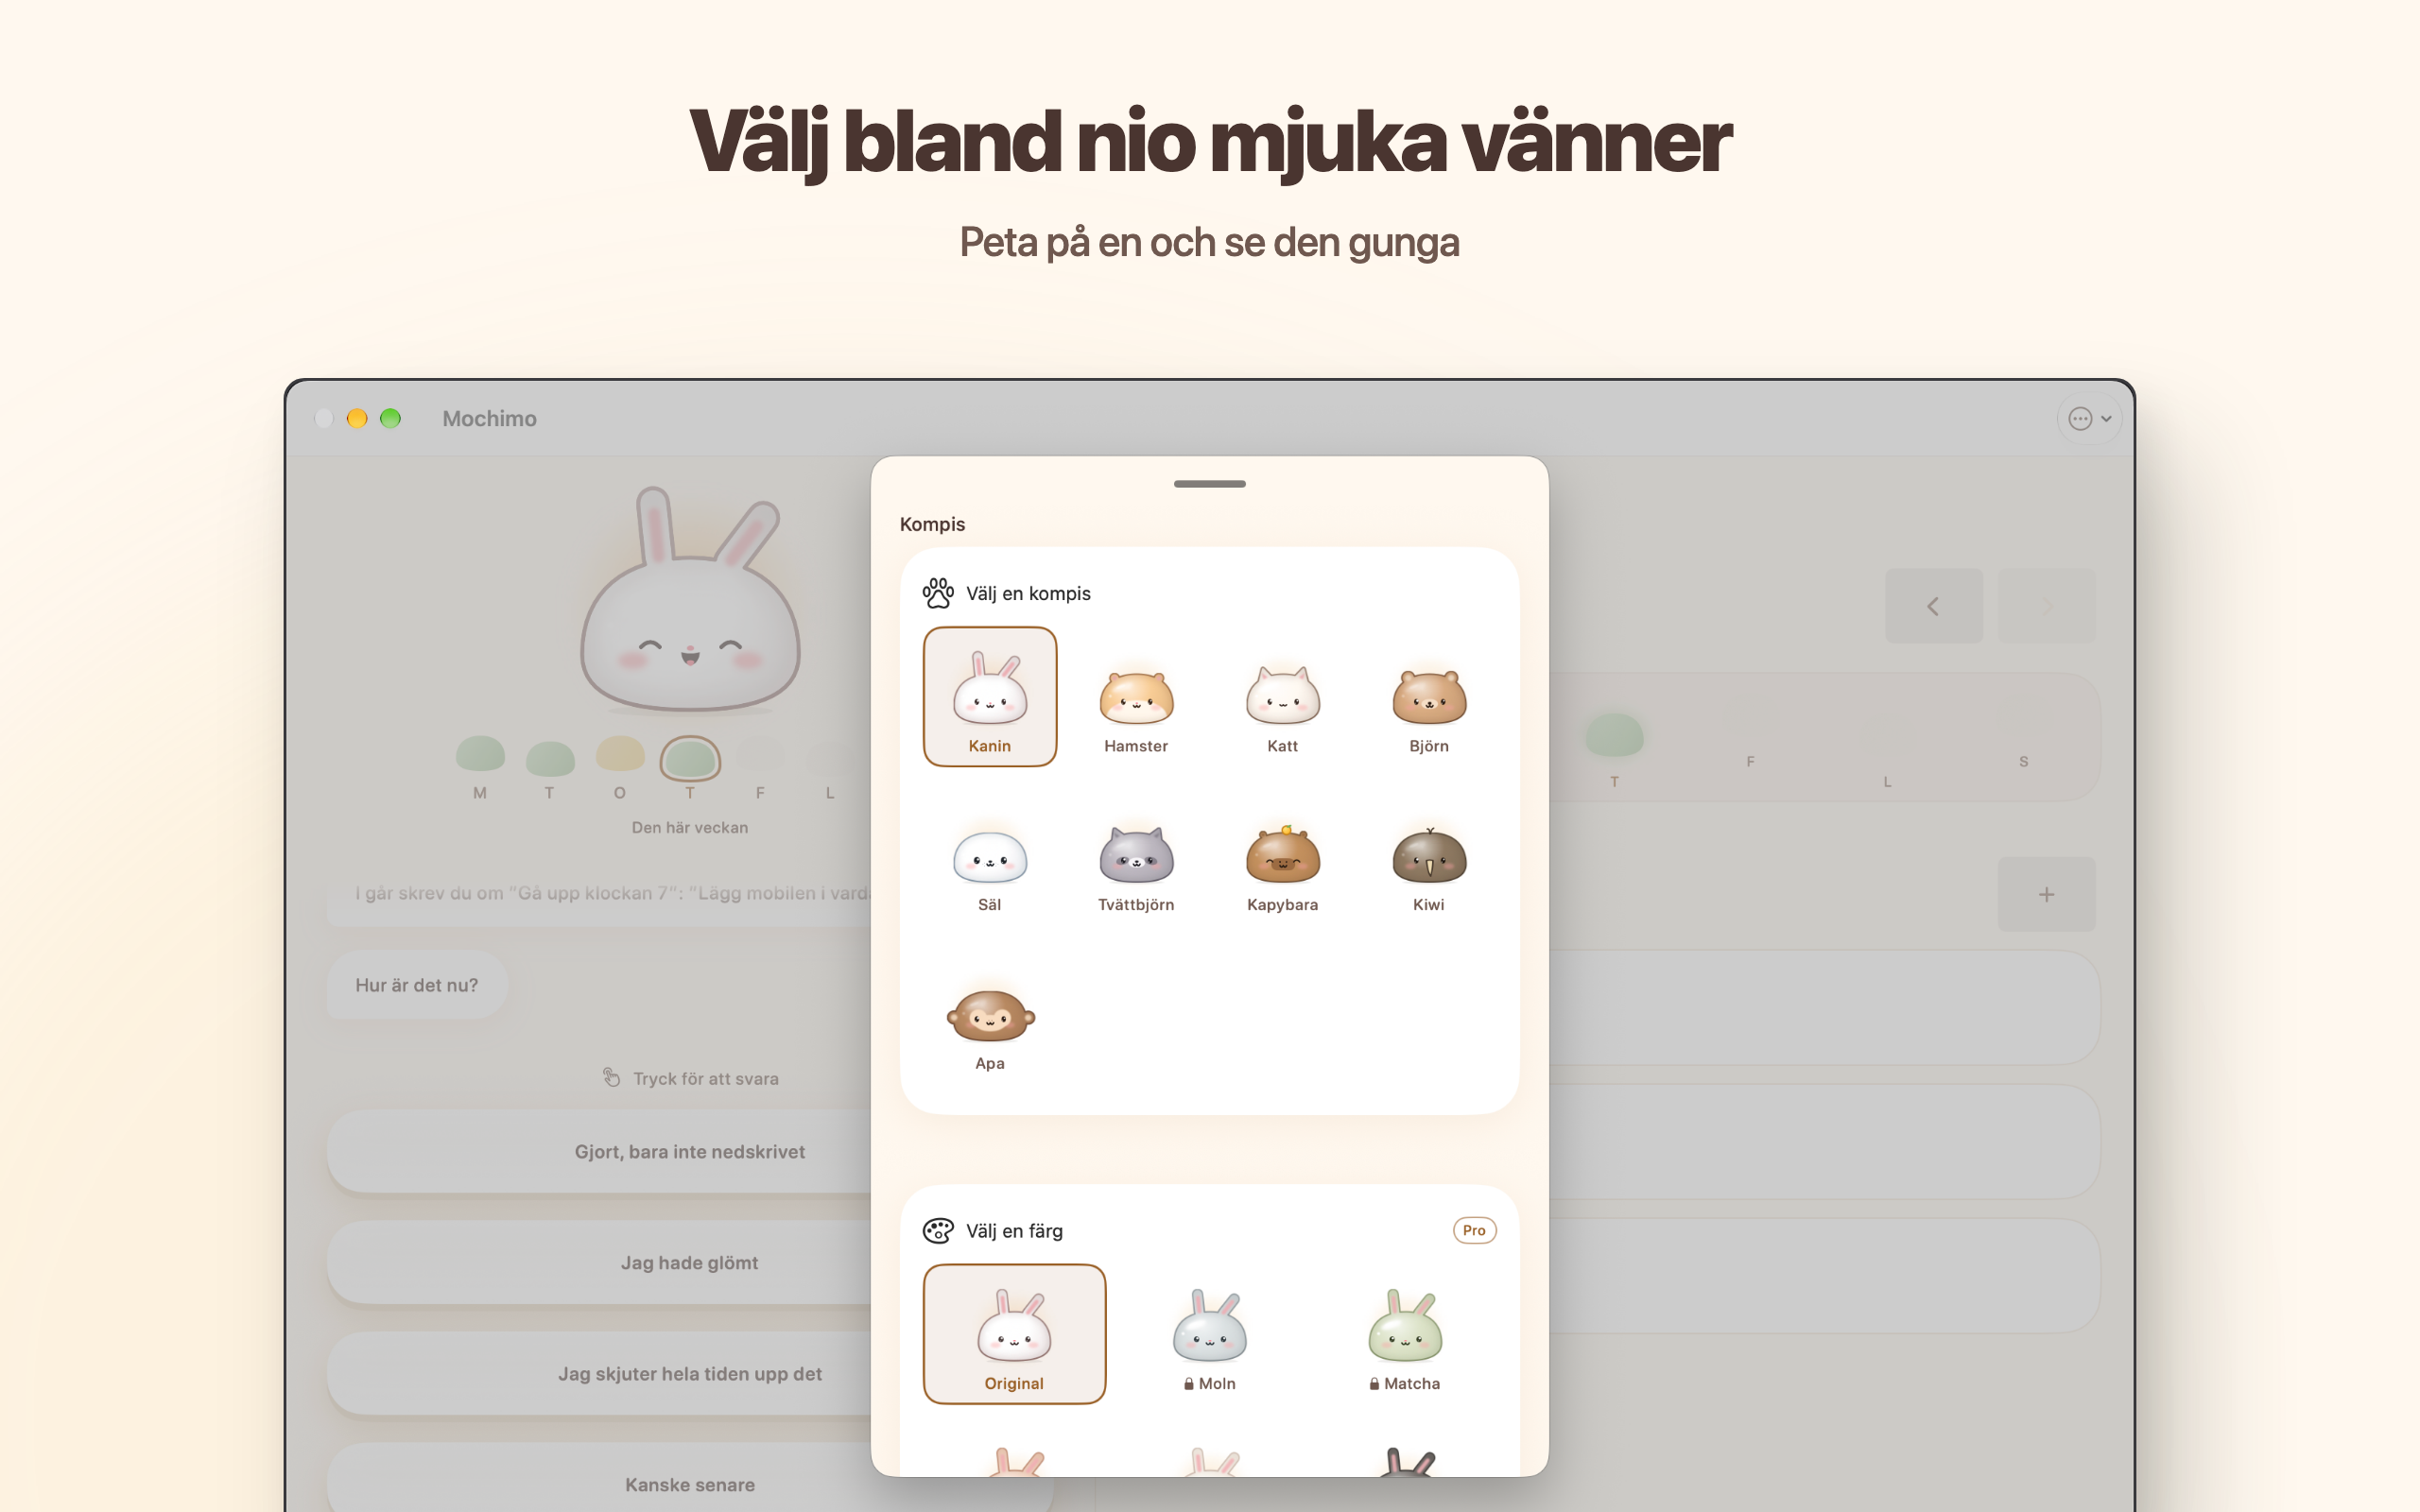 Välj bland nio mjuka vänner
Peta på en och se den gunga
Mochimo
M T O T F L
Den här veckan
I går skrev du om "Gå upp klockan 7": "Lägg mobilen i
Hur är det nu?
Tryck för att svara
Gjort, bara inte nedskrivet
Jag hade glömt
Jag skjuter hela tiden upp det
Kanske senare
Kompis
Välj en kompis
Kanin Hamster Katt Björn
Säl Tvättbjörn Kapybara Kiwi
Apa
Välj en färg Pro
Original Moln Matcha
T F L S